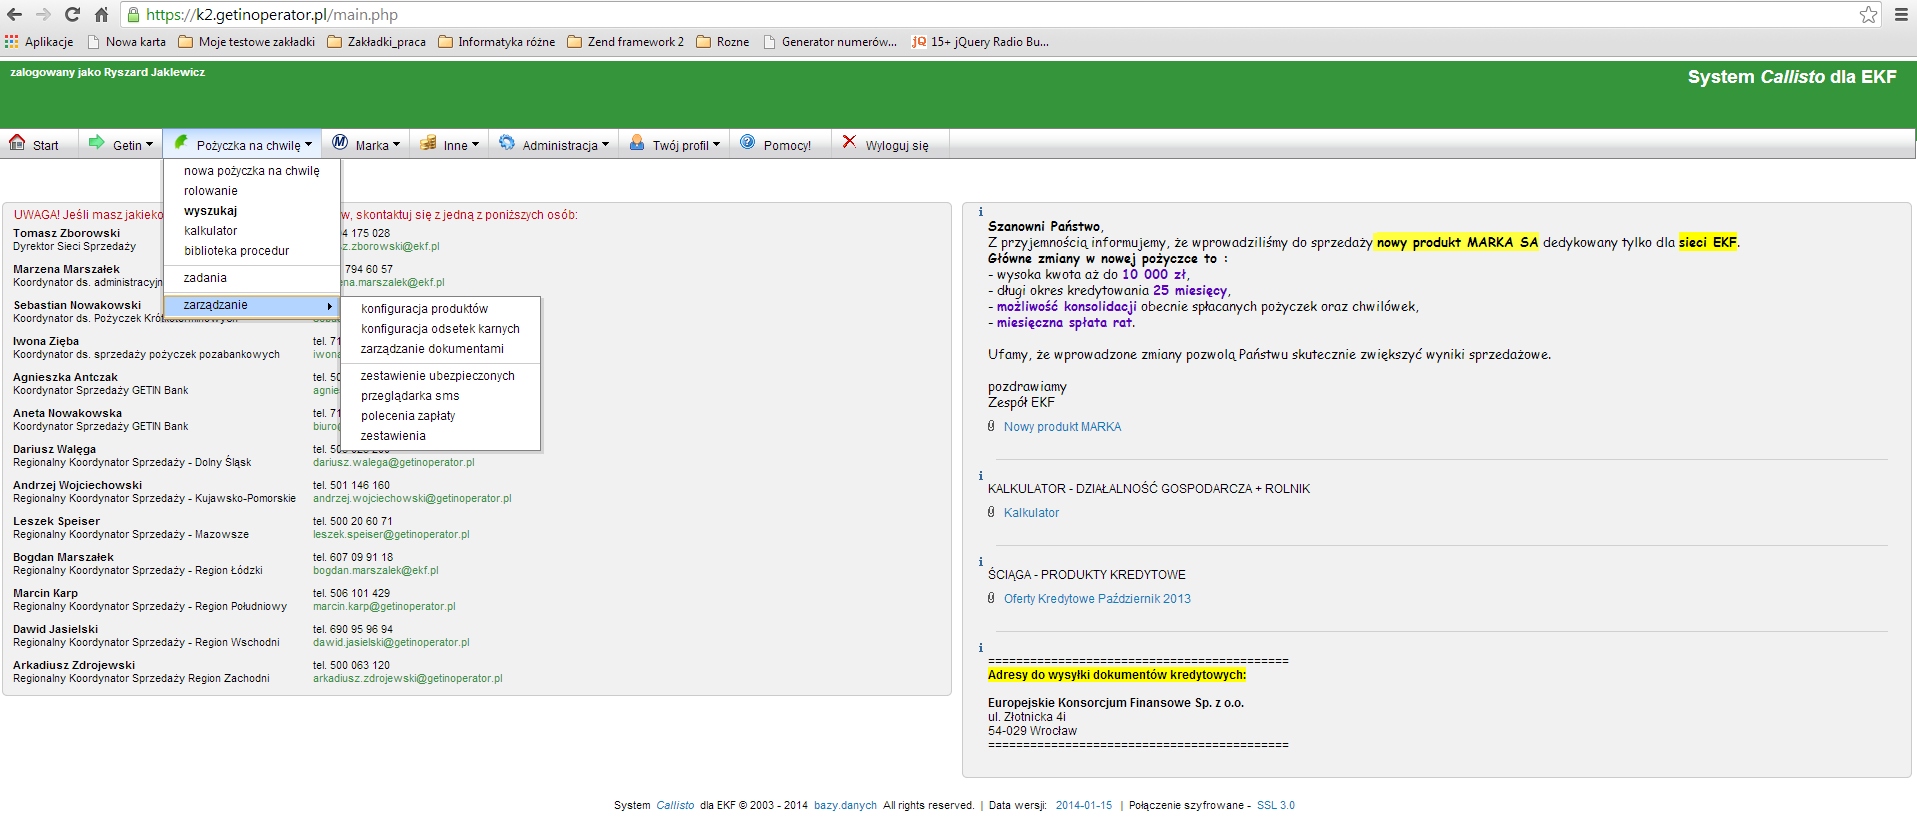 https://k2.getinoperator.pl/main.php
Aplikacje Nowa karta Moje testowe zakładki Zakładki_praca Informatyka różne Zend framework 2 Rozne Generator numerów... jQ 15+ jQuery Radio Bu...
zalogowany jako Ryszard Jaklewicz
System Callisto dla EKF
Start Getin Pożyczka na chwilę Marka Inne Administracja Twój profil Pomocy! Wyloguj się
nowa pożyczka na chwilę
rolowanie
wyszukaj
kalkulator
biblioteka procedur
zadania
zarządzanie
konfiguracja produktów
konfiguracja odsetek karnych
zarządzanie dokumentami
zestawienie ubezpieczonych
przeglądarka sms
polecenia zapłaty
zestawienia
UWAGA! Jeśli masz jakieko w, skontaktuj się z jedną z poniższych osób:
Tomasz Zborowski 4 175 028
Dyrektor Sieci Sprzedaży z.zborowski@ekf.pl
Marzena Marszałek 794 60 57
Koordynator ds. administracyjn ena.marszalek@ekf.pl
Sebastian Nowakowski
Koordynator ds. Pożyczek Krótkoterminowych
Iwona Zięba tel. 71
Koordynator ds. sprzedaży pożyczek pozabankowych iwona
Agnieszka Antczak tel. 50
Koordynator Sprzedaży GETIN Bank agnie
Aneta Nowakowska tel. 71
Koordynator Sprzedaży GETIN Bank biuro
Dariusz Walęga tel.
Regionalny Koordynator Sprzedaży - Dolny Śląsk dariusz.walega@getinoperator.pl
Andrzej Wojciechowski tel. 501 146 160
Regionalny Koordynator Sprzedaży - Kujawsko-Pomorskie andrzej.wojciechowski@getinoperator.pl
Leszek Speiser tel. 500 20 60 71
Regionalny Koordynator Sprzedaży - Mazowsze leszek.speiser@getinoperator.pl
Bogdan Marszałek tel. 607 09 91 18
Regionalny Koordynator Sprzedaży - Region Łódzki bogdan.marszalek@ekf.pl
Marcin Karp tel. 506 101 429
Regionalny Koordynator Sprzedaży - Region Południowy marcin.karp@getinoperator.pl
Dawid Jasielski tel. 690 95 96 94
Regionalny Koordynator Sprzedaży - Region Wschodni dawid.jasielski@getinoperator.pl
Arkadiusz Zdrojewski tel. 500 063 120
Regionalny Koordynator Sprzedaży Region Zachodni arkadiusz.zdrojewski@getinoperator.pl
Szanowni Państwo,
Z przyjemnością informujemy, że wprowadziliśmy do sprzedaży nowy produkt MARKA SA dedykowany tylko dla sieci EKF.
Główne zmiany w nowej pożyczce to :
- wysoka kwota aż do 10 000 zł,
- długi okres kredytowania 25 miesięcy,
- możliwość konsolidacji obecnie spłacanych pożyczek oraz chwilówek,
- miesięczna spłata rat.
Ufamy, że wprowadzone zmiany pozwolą Państwu skutecznie zwiększyć wyniki sprzedażowe.
pozdrawiamy
Zespół EKF
Nowy produkt MARKA
KALKULATOR - DZIAŁALNOŚĆ GOSPODARCZA + ROLNIK
Kalkulator
ŚCIĄGA - PRODUKTY KREDYTOWE
Oferty Kredytowe Październik 2013
===========================================
Adresy do wysyłki dokumentów kredytowych:
Europejskie Konsorcjum Finansowe Sp. z o.o.
ul. Złotnicka 4i
54-029 Wrocław
===========================================
System Callisto dla EKF © 2003 - 2014 bazy.danych All rights reserved. | Data wersji: 2014-01-15 | Połączenie szyfrowane - SSL 3.0